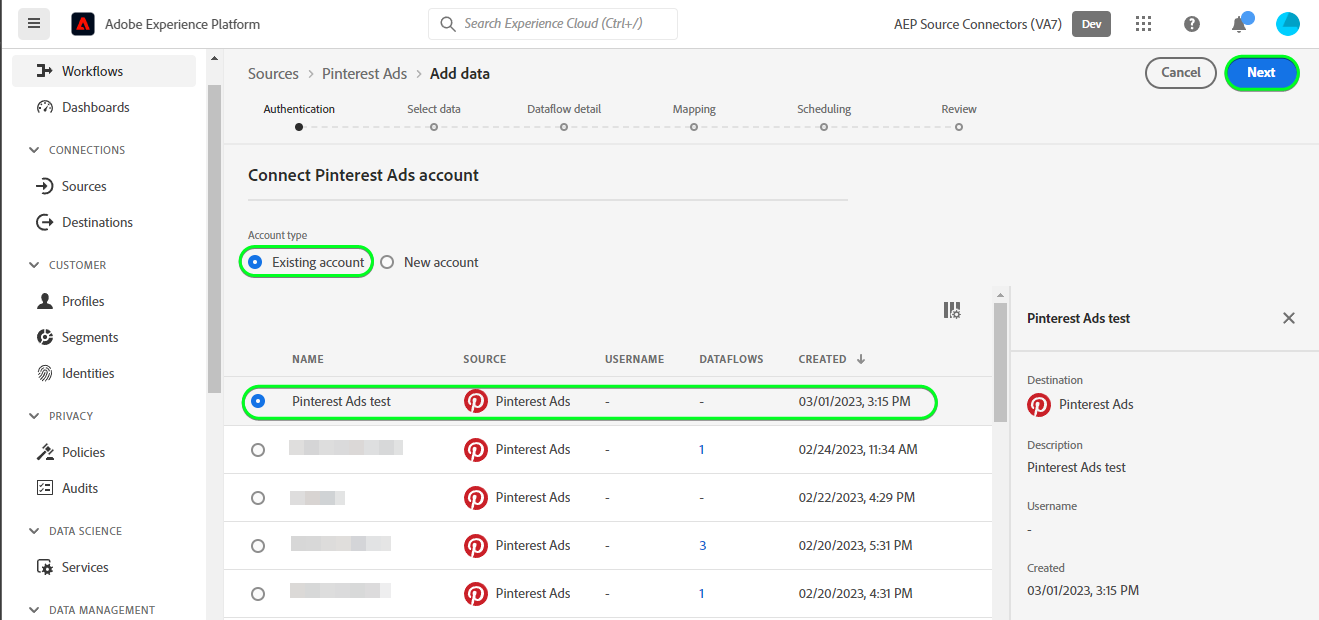 Adobe Experience Platform
Search Experience Cloud (Ctrl+/)
AEP Source Connectors (VA7)
Dev
Workflows
Dashboards
CONNECTIONS
Sources
Destinations
CUSTOMER
Profiles
Segments
Identities
PRIVACY
Policies
Audits
DATA SCIENCE
Services
DATA MANAGEMENT
Sources > Pinterest Ads > Add data
Cancel
Next
Authentication Select data Dataflow detail Mapping Scheduling Review
Connect Pinterest Ads account
Account type
Existing account New account
NAME SOURCE USERNAME DATAFLOWS CREATED
Pinterest Ads test Pinterest Ads - - 03/01/2023, 3:15 PM
Pinterest Ads - 1 02/24/2023, 11:34 AM
Pinterest Ads - - 02/22/2023, 4:29 PM
Pinterest Ads - 3 02/20/2023, 5:31 PM
Pinterest Ads - 1 02/20/2023, 4:31 PM
Pinterest Ads test
Destination
Pinterest Ads
Description
Pinterest Ads test
Username
-
Created
03/01/2023, 3:15 PM